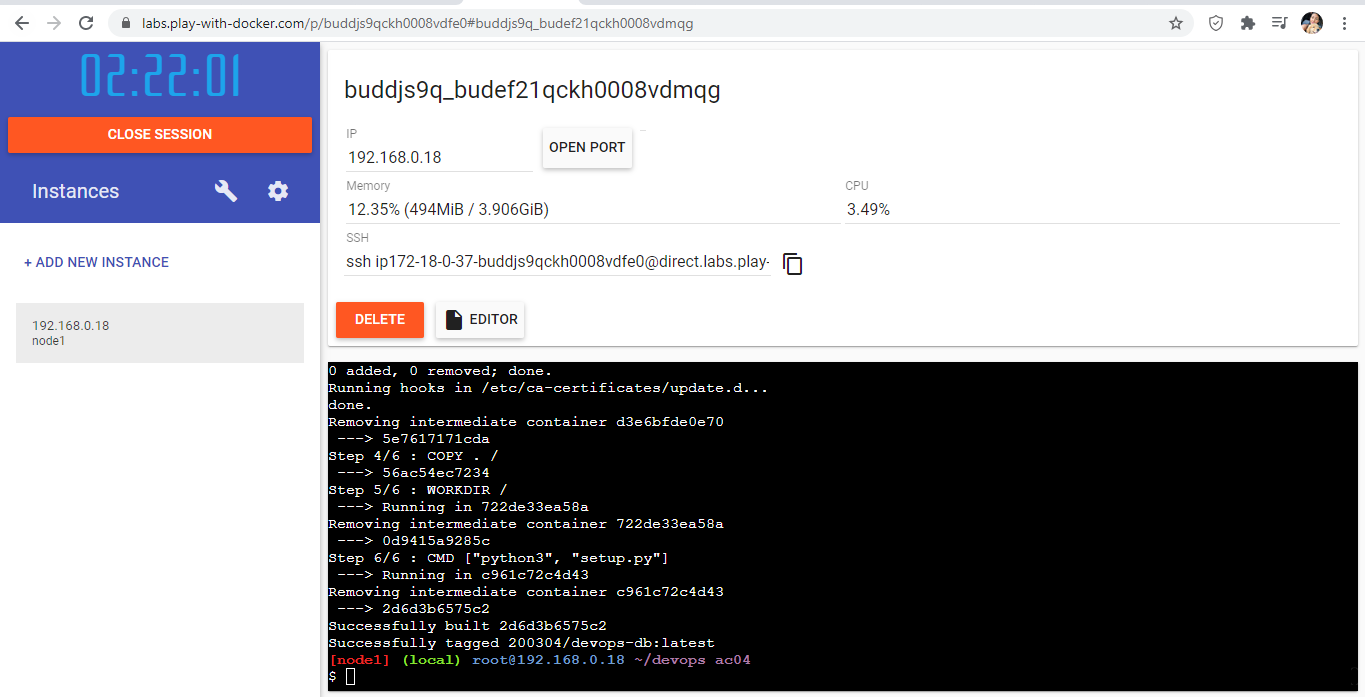 labs.play-with-docker.com/p/buddjs9qckh0008vdfe0#buddjs9q_budef21qckh0008vdmqg
02:22:01
CLOSE SESSION
Instances
+ ADD NEW INSTANCE
192.168.0.18
node1
buddjs9q_budef21qckh0008vdmqg
IP
192.168.0.18
OPEN PORT
Memory
12.35% (494MiB / 3.906GiB)
CPU
3.49%
SSH
ssh ip172-18-0-37-buddjs9qckh0008vdfe0@direct.labs.play-
DELETE
EDITOR
0 added, 0 removed; done.
Running hooks in /etc/ca-certificates/update.d...
done.
Removing intermediate container d3e6bfde0e70
---> 5e7617171cda
Step 4/6 : COPY . /
---> 56ac54ec7234
Step 5/6 : WORKDIR /
---> Running in 722de33ea58a
Removing intermediate container 722de33ea58a
---> 0d9415a9285c
Step 6/6 : CMD ["python3", "setup.py"]
---> Running in c961c72c4d43
Removing intermediate container c961c72c4d43
---> 2d6d3b6575c2
Successfully built 2d6d3b6575c2
Successfully tagged 200304/devops-db:latest
[node1] (local) root@192.168.0.18 ~/devops ac04
$